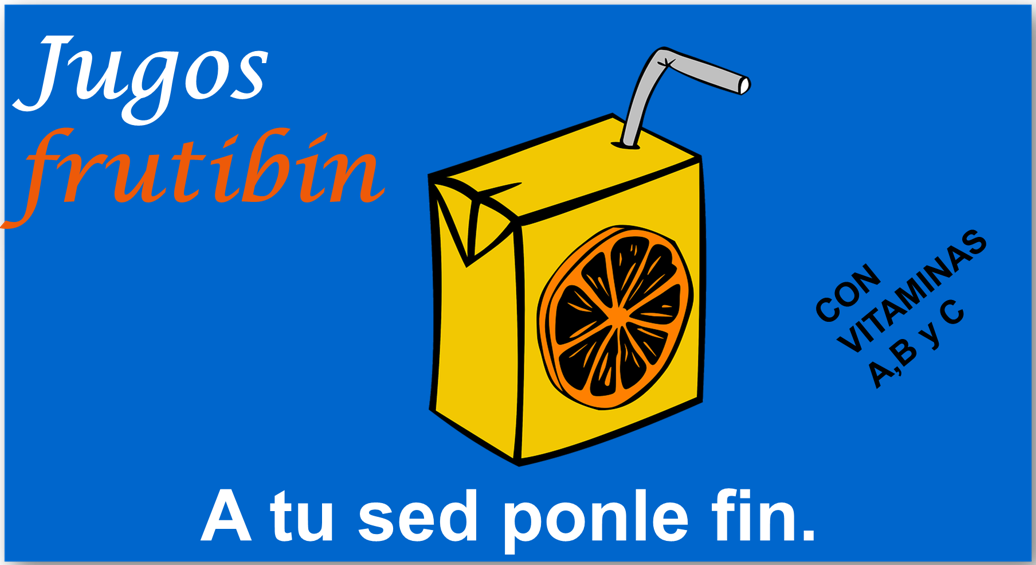 Jugos
frutibín
CON
VITAMINAS
A,B y C
A tu sed ponle fin.